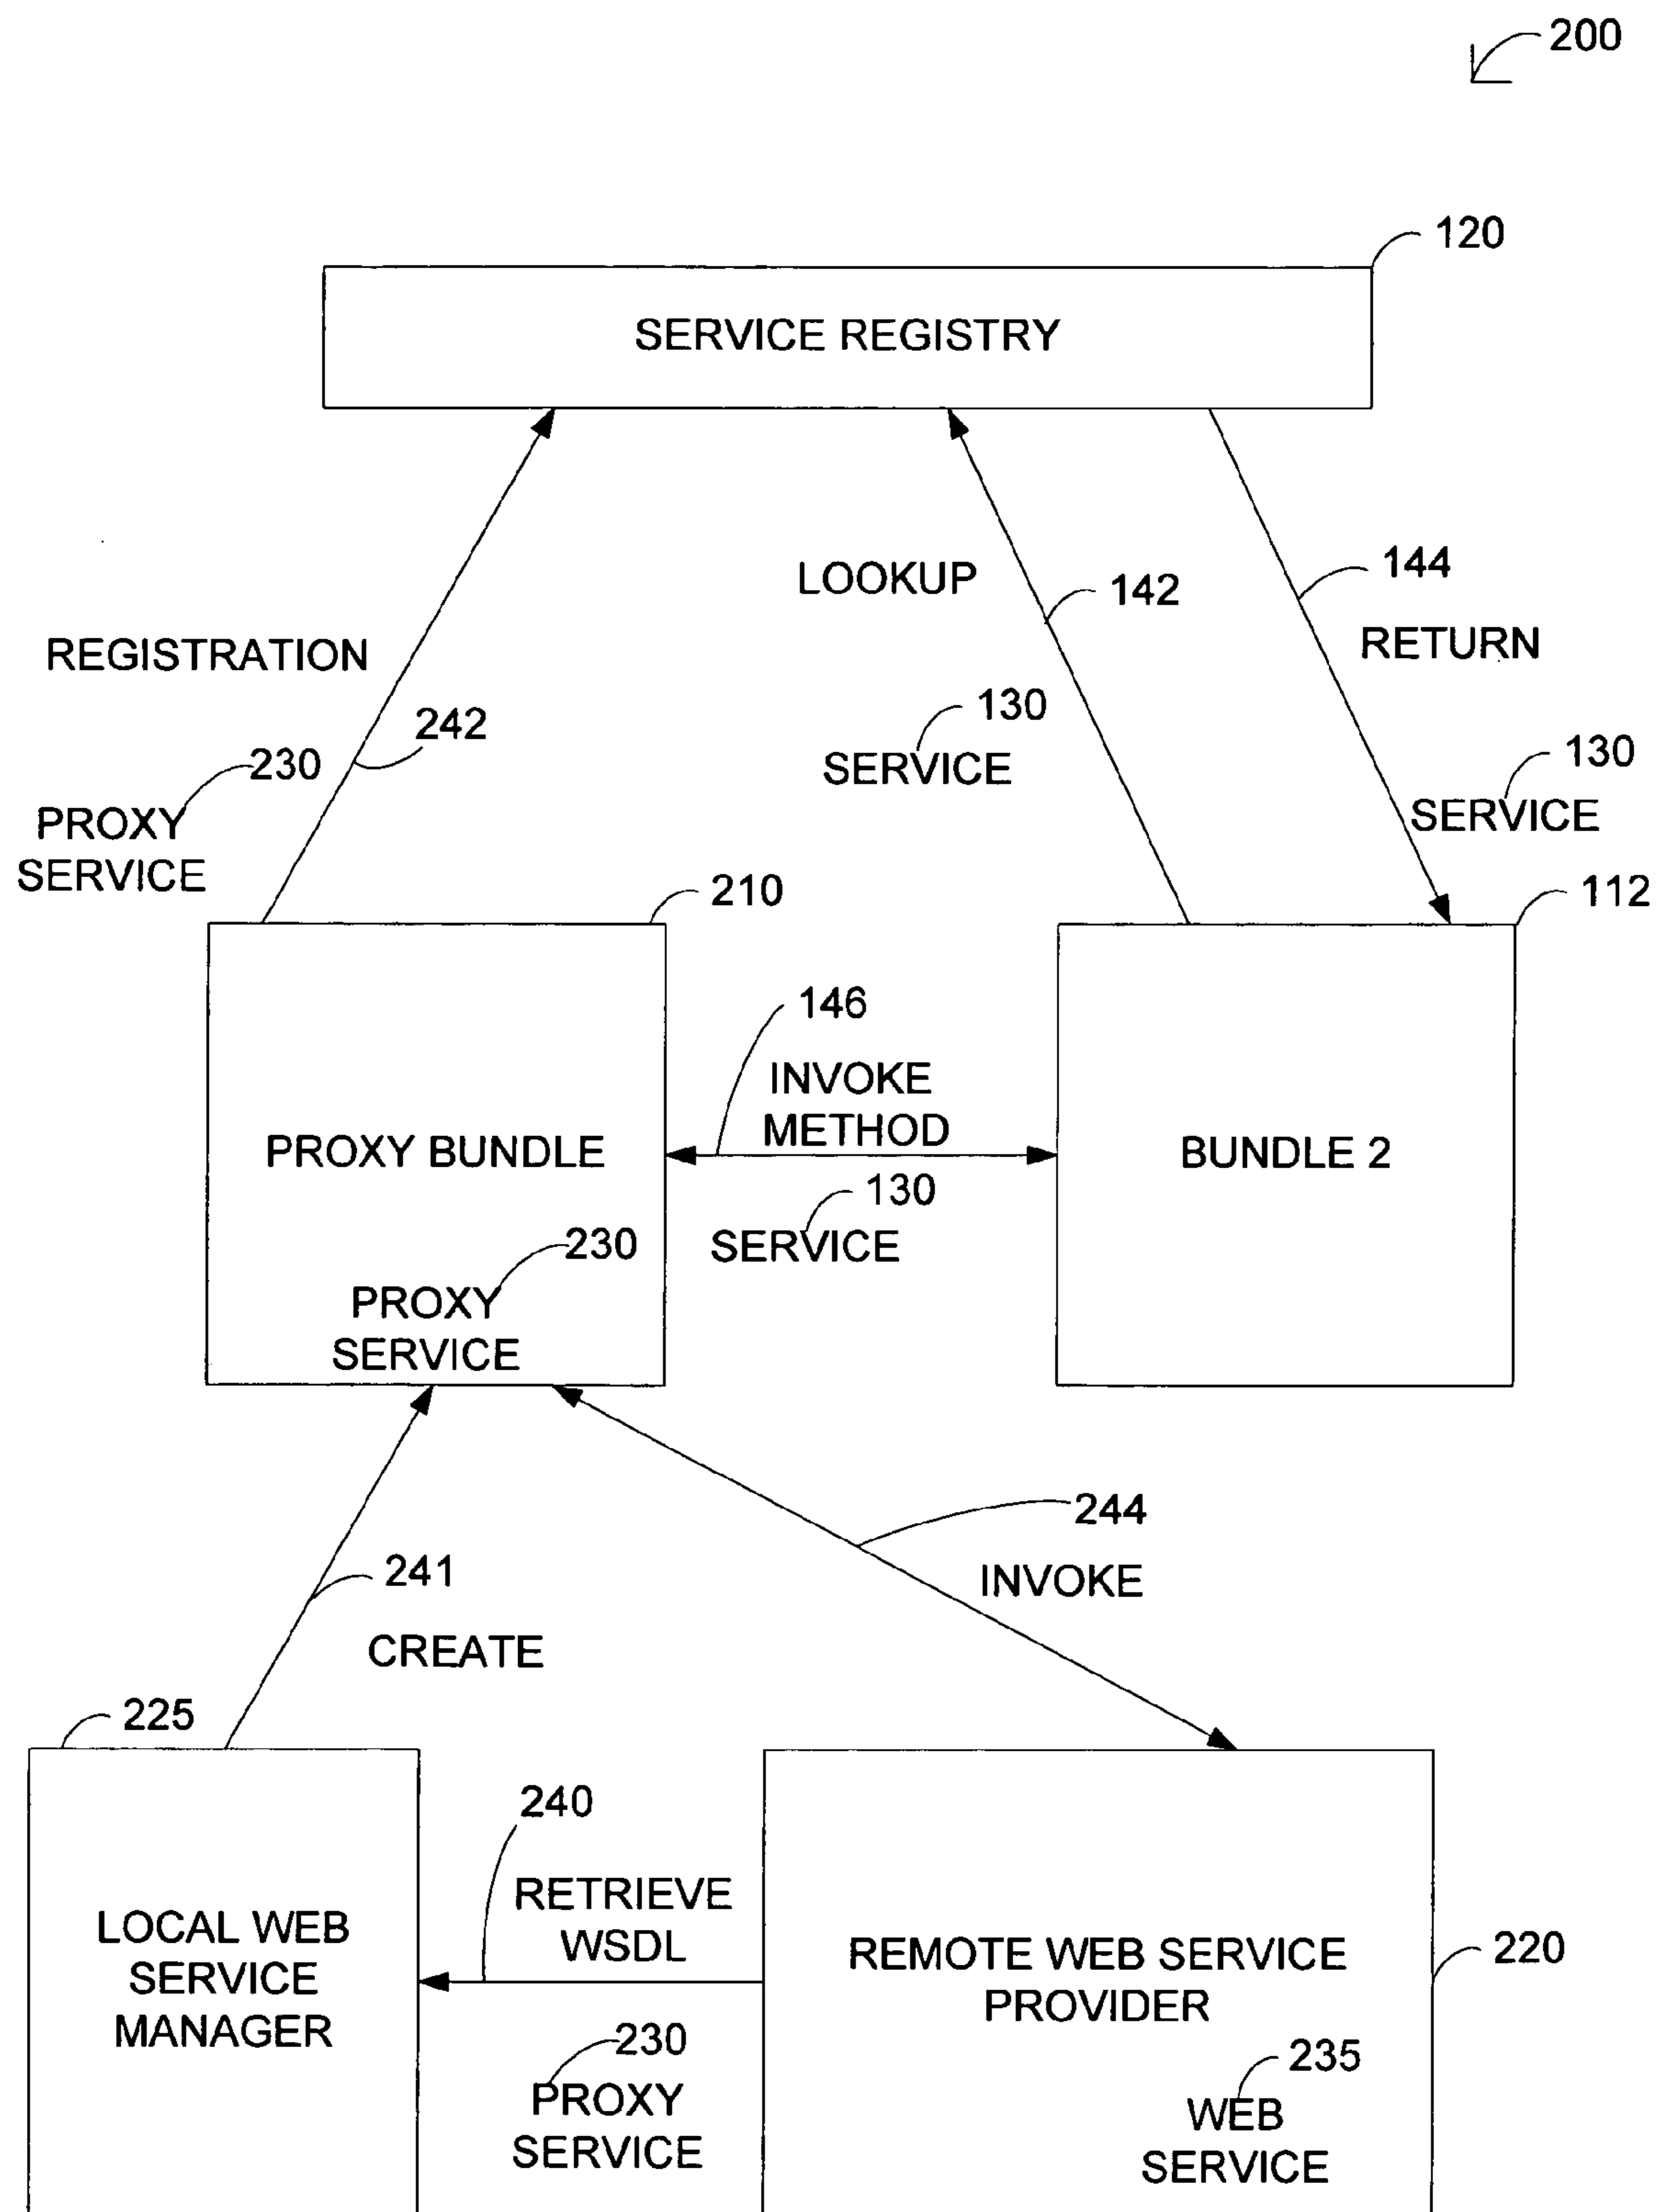 200
120
SERVICE REGISTRY
144
LOOKUP
142
RETURN
REGISTRATION
130
242
SERVICE
130
230
SERVICE
PROXY
SERVICE
210
112
146
INVOKE
METHOD
PROXY BUNDLE
BUNDLE 2
130
SERVICE
230
PROXY
SERVICE
244
INVOKE
241
CREATE
225
240
RETRIEVE
WSDL
LOCAL WEB
SERVICE
MANAGER
REMOTE WEB SERVICE
PROVIDER
220
230
PROXY
SERVICE
235
WEB
SERVICE